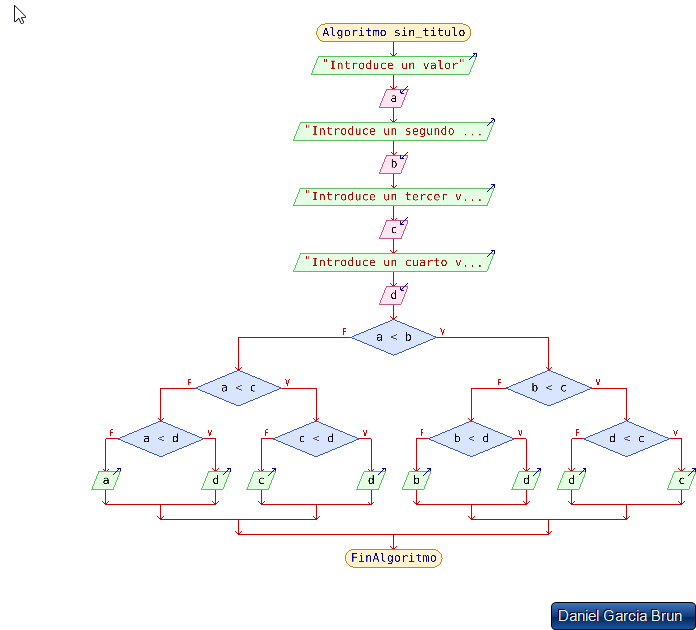 Algoritmo sin_titulo
"Introduce un valor"
a
"Introduce un segundo ...
b
"Introduce un tercer v...
c
"Introduce un cuarto v...
d
F a < b V
F a < c V
F b < c V
F a < d V
F c < d V
F b < d V
F d < c V
a d c d b d d c
FinAlgoritmo
Daniel Garcia Brun